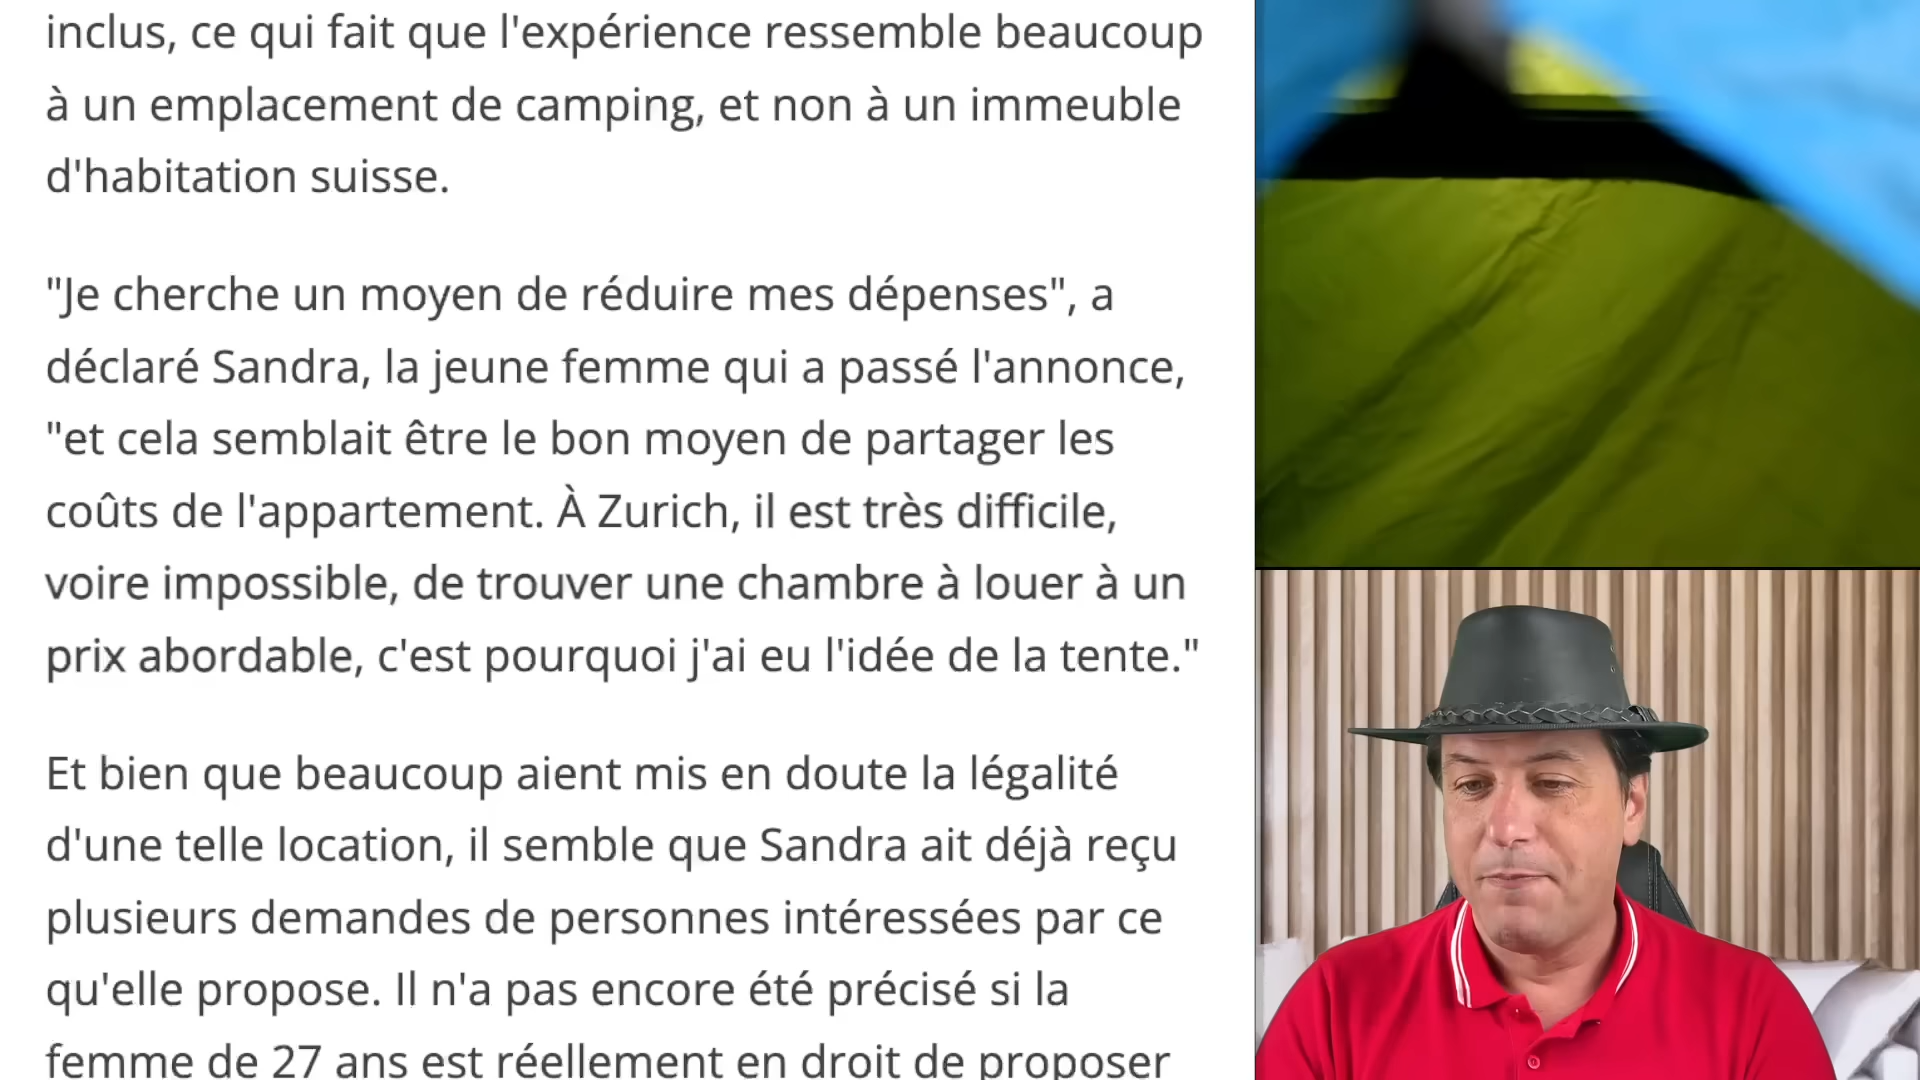 inclus, ce qui fait que l'expérience ressemble beaucoup
à un emplacement de camping, et non à un immeuble
d'habitation suisse.
"Je cherche un moyen de réduire mes dépenses", a
déclaré Sandra, la jeune femme qui a passé l'annonce,
"et cela semblait être le bon moyen de partager les
coûts de l'appartement. À Zurich, il est très difficile,
voire impossible, de trouver une chambre à louer à un
prix abordable, c'est pourquoi j'ai eu l'idée de la tente."
Et bien que beaucoup aient mis en doute la légalité
d'une telle location, il semble que Sandra ait déjà reçu
plusieurs demandes de personnes intéressées par ce
qu'elle propose. Il n'a pas encore été précisé si la
femme de 27 ans est réellement en droit de proposer